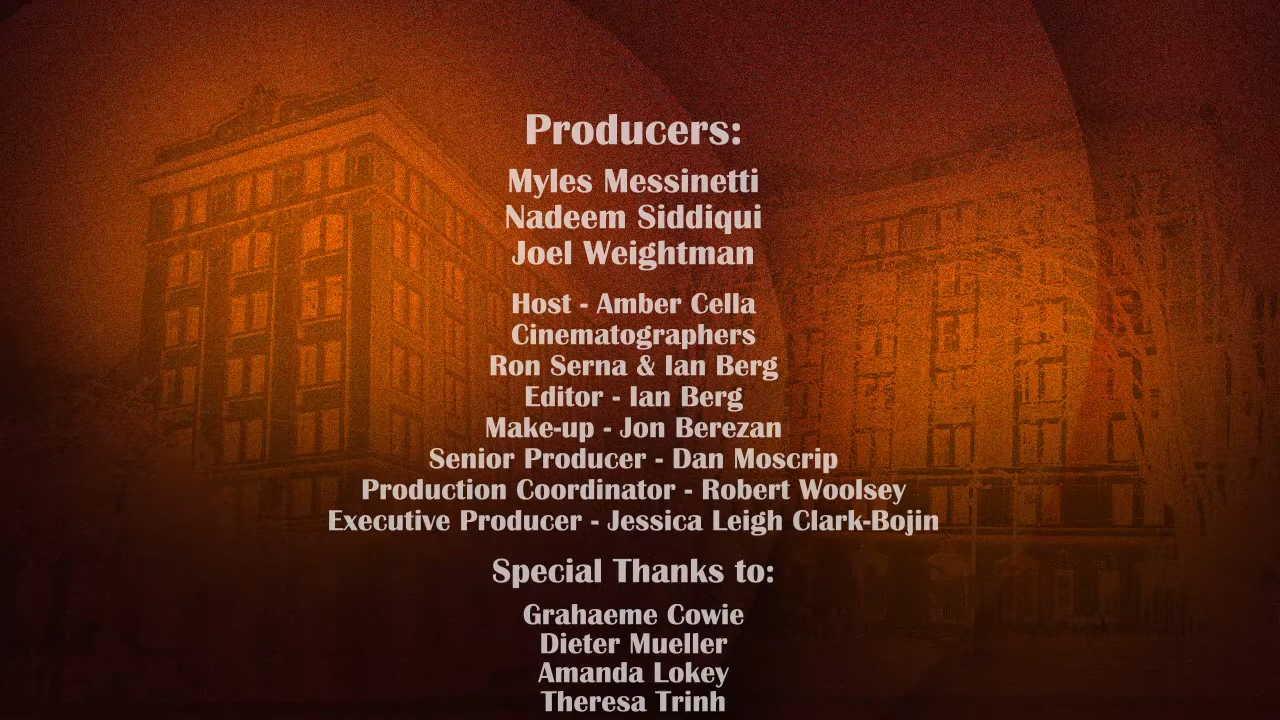 Producers:
Myles Messinetti
Nadeem Siddiqui
Joel Weightman
Host - Amber Cella
Cinematographers
Ron Serna & Ian Berg
Editor - Ian Berg
Make-up - Jon Berezan
Senior Producer - Dan Moscrip
Production Coordinator - Robert Woolsey
Executive Producer - Jessica Leigh Clark-Bojin
Special Thanks to:
Grahaeme Cowie
Dieter Mueller
Amanda Lokey
Theresa Trinh